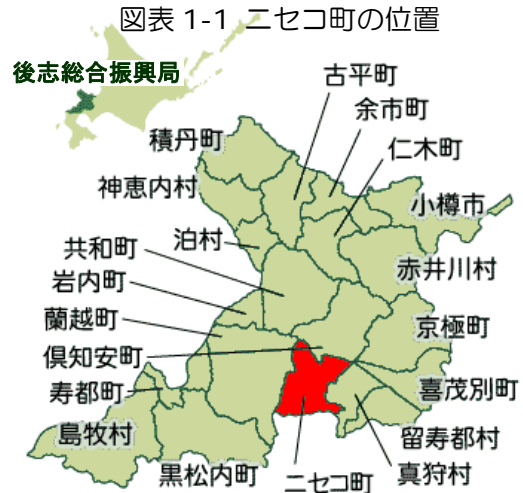 図表 1-1 ニセコ町の位置
後志総合振興局
古平町
余市町
積丹町
仁木町
神恵内村
小樽市
泊村
共和町
赤井川村
岩内町
蘭越町
京極町
倶知安町
寿都町
喜茂別町
島牧村
留寿都村
黒松内町
ニセコ町
真狩村